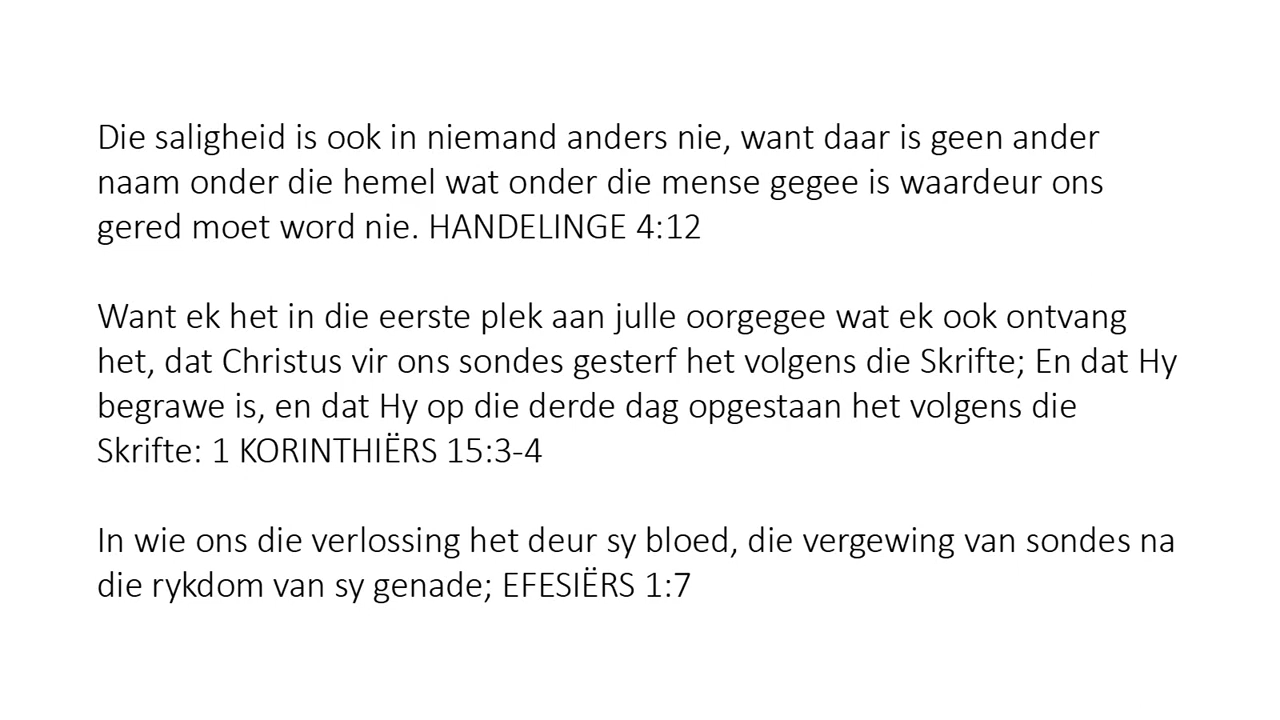 Die saligheid is ook in niemand anders nie, want daar is geen ander
naam onder die hemel wat onder die mense gegee is waardeur ons
gered moet word nie. HANDELINGE 4:12
Want ek het in die eerste plek aan julle oorgegee wat ek ook ontvang
het, dat Christus vir ons sondes gesterf het volgens die Skrifte; En dat Hy
begrawe is, en dat Hy op die derde dag opgestaan het volgens die
Skrifte: 1 KORINTHIËRS 15:3-4
In wie ons die verlossing het deur sy bloed, die vergewing van sondes na
die rykdom van sy genade; EFESIËRS 1:7